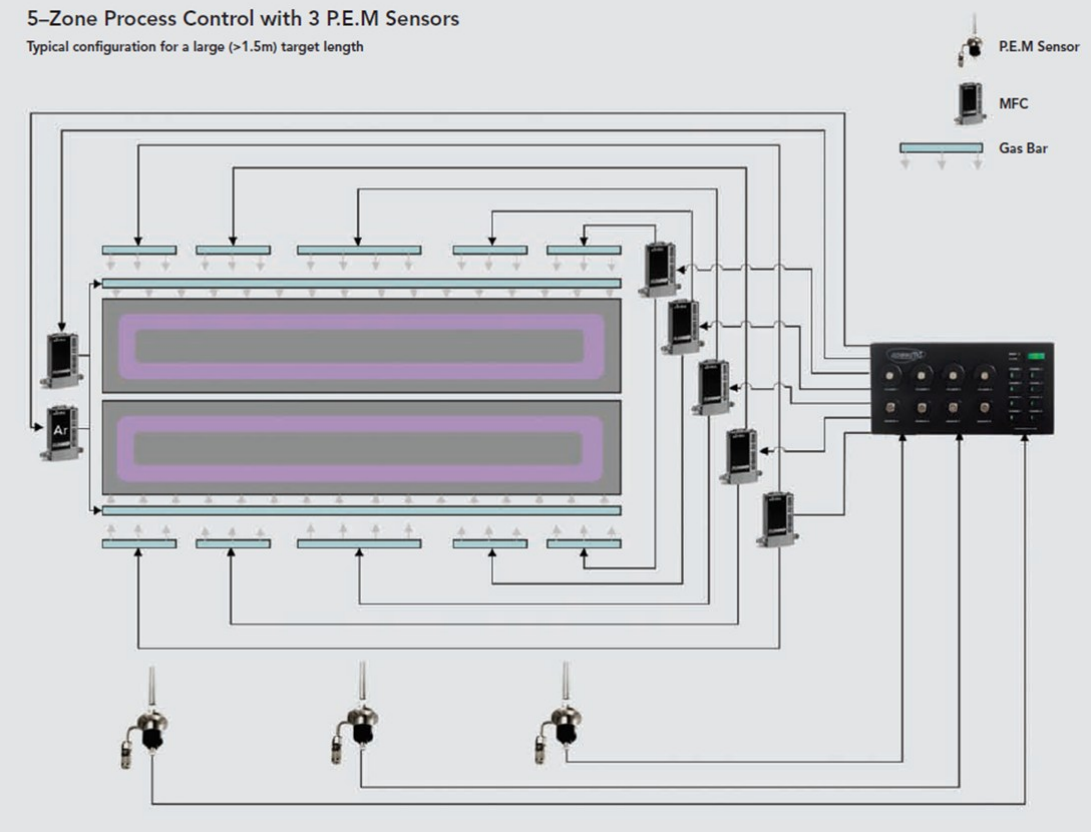 5–Zone Process Control with 3 P.E.M Sensors
Typical configuration for a large (>1.5m) target length
P.E.M Sensor
MFC
Gas Bar
Ar